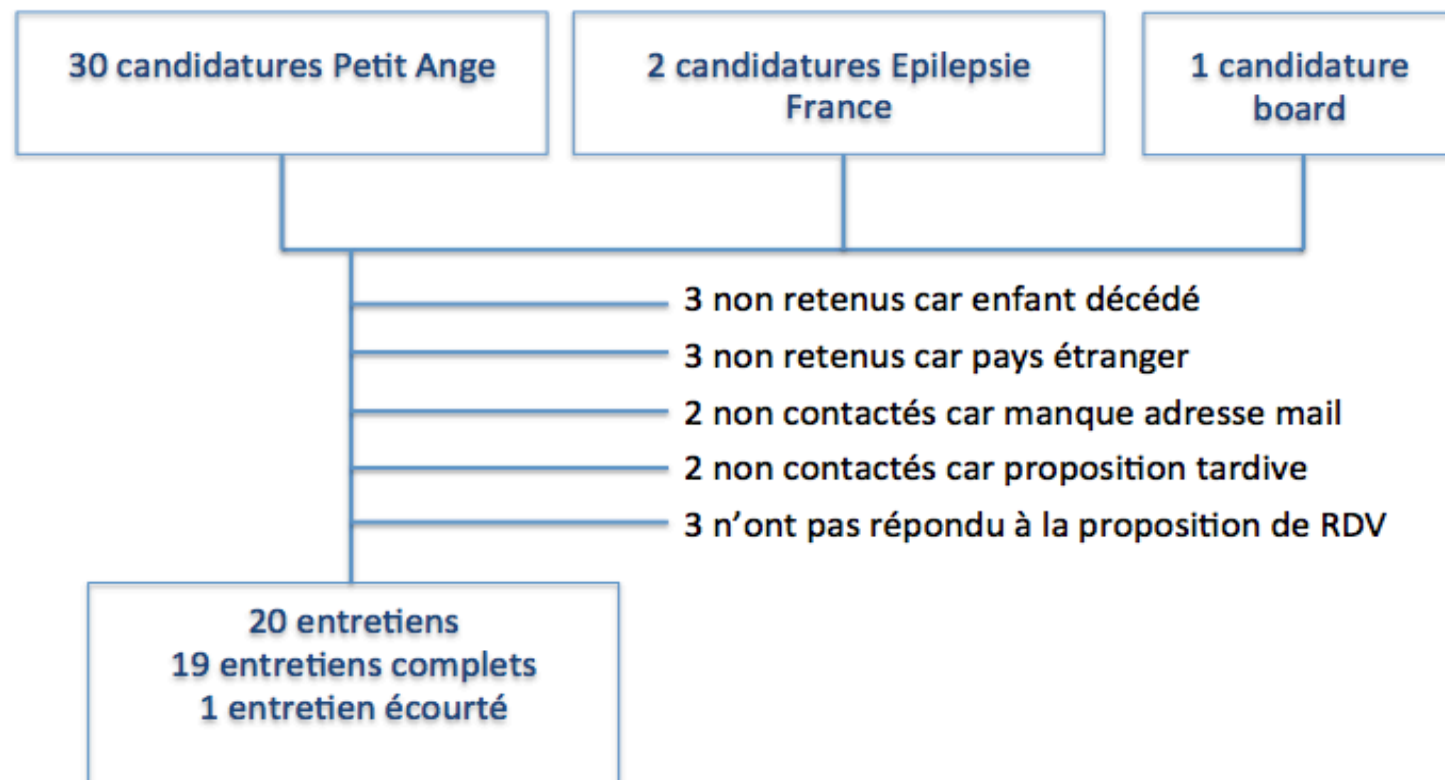 30 candidatures Petit Ange
2 candidatures Epilepsie
France
1 candidature
board
3 non retenus car enfant décédé
3 non retenus car pays étranger
2 non contactés car manque adresse mail
2 non contactés car proposition tardive
3 n’ont pas répondu à la proposition de RDV
20 entretiens
19 entretiens complets
1 entretien écourté